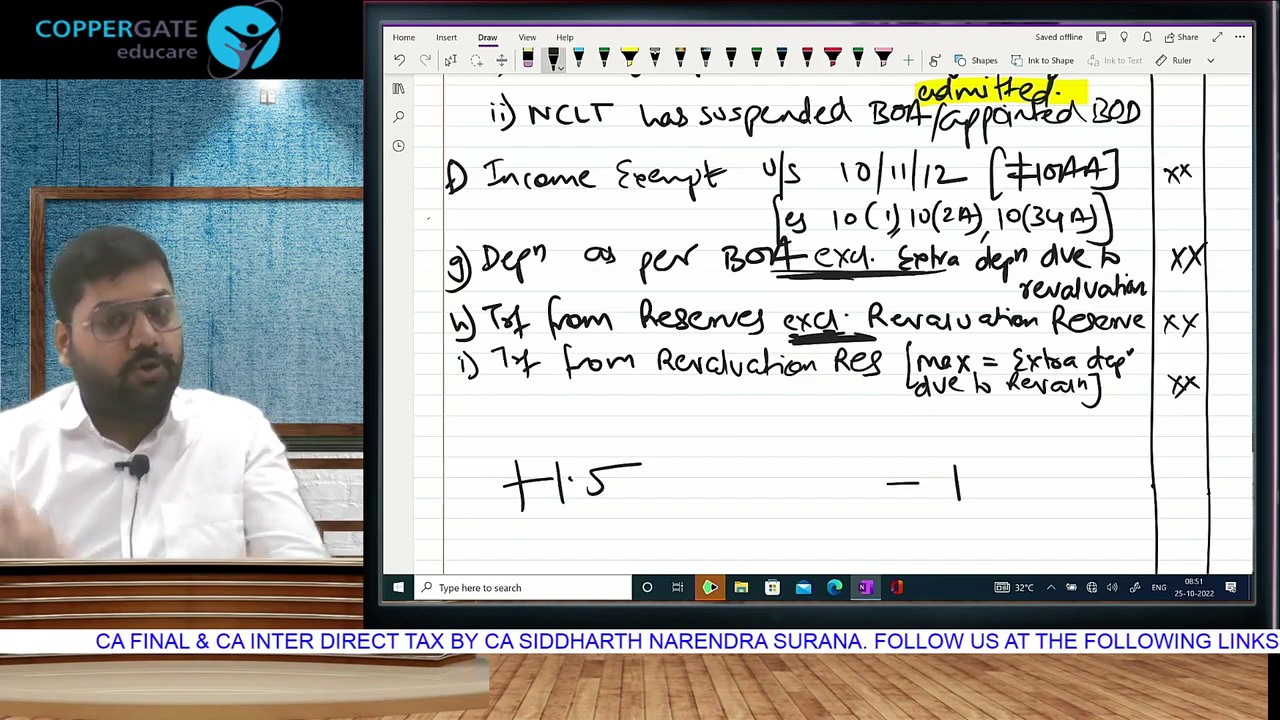 COPPERGATE
educare
Home Insert Draw View Help
Saved offline
Share
Shapes
Ink to Shape
Ink to Text
Ruler
admitted.
ii) NCLT has suspended BOA/appointed BOD
f) Income Exempt u/s 10/11/12 [≠10AA] xx
[eg 10(1), 10(2A), 10(34A)]
g) Depn as per BOA excl. Extra depn due to revaluation xx
h) Trf from Reserves excl. Revaluation Reserve xx
i) Trf from Revaluation Res [max = Extra depn due to Revaln] xx
+1.5 - 1
Type here to search
32°C
ENG
08:51
25-10-2022
CA FINAL & CA INTER DIRECT TAX BY CA SIDDHARTH NARENDRA SURANA. FOLLOW US AT THE FOLLOWING LINKS